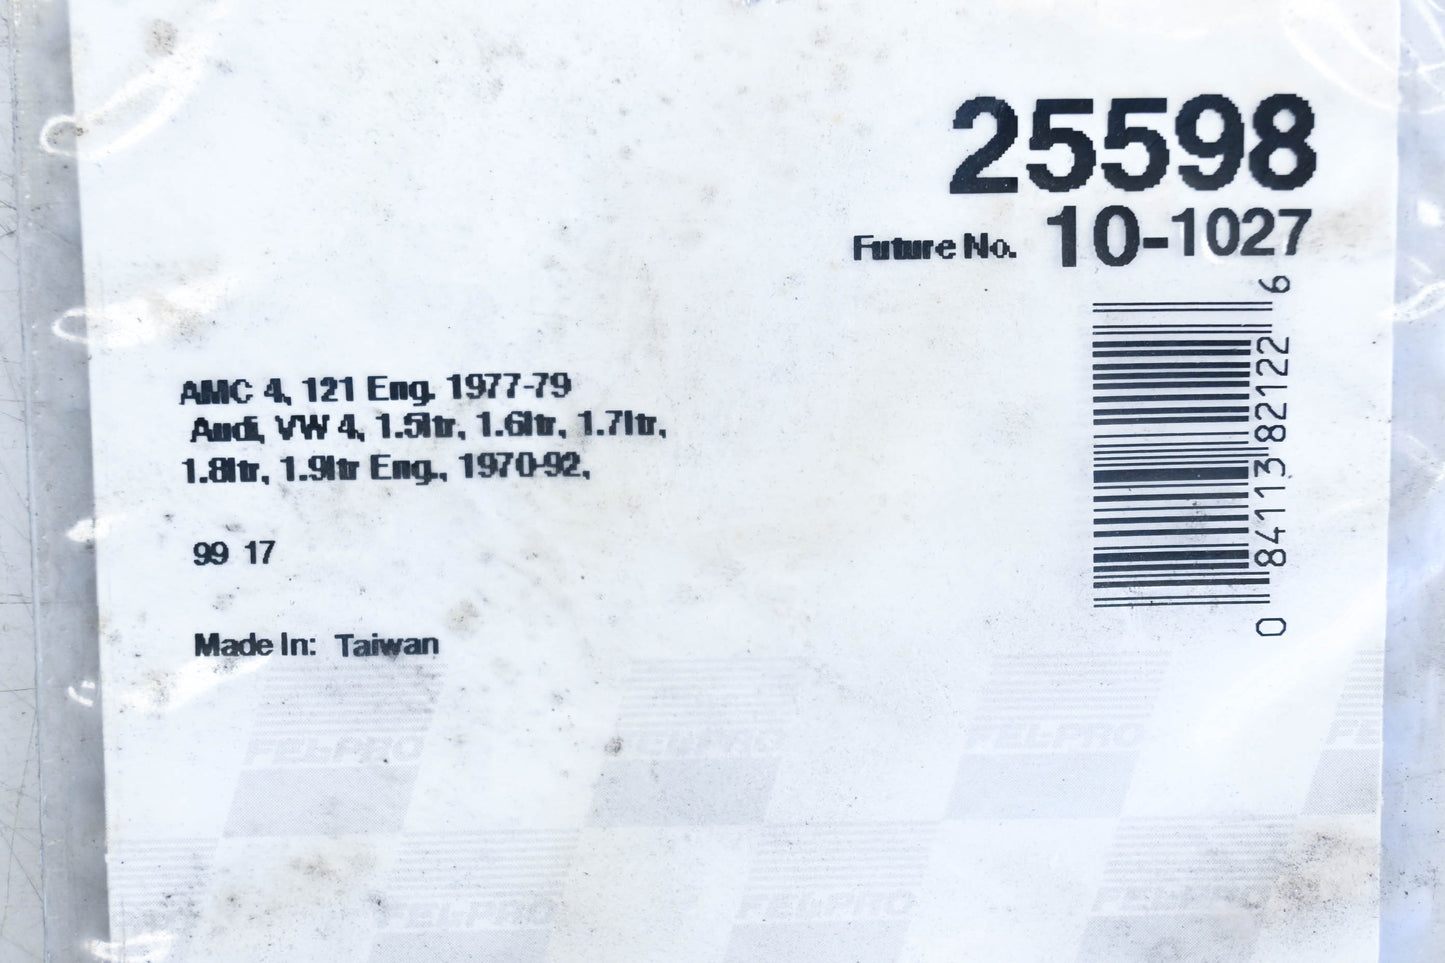 25598
Future No. 10-1027
AMC 4, 121 Eng. 1977-79
Audi, VW 4, 1.5ltr, 1.6ltr, 1.7ltr,
1.8ltr, 1.9ltr Eng., 1970-92,
99 17
Made In: Taiwan
0 84113 82122 6
FEL-PRO FEL-PRO FEL-PRO FE
FEL-PRO FEL-PRO FEL-PRO